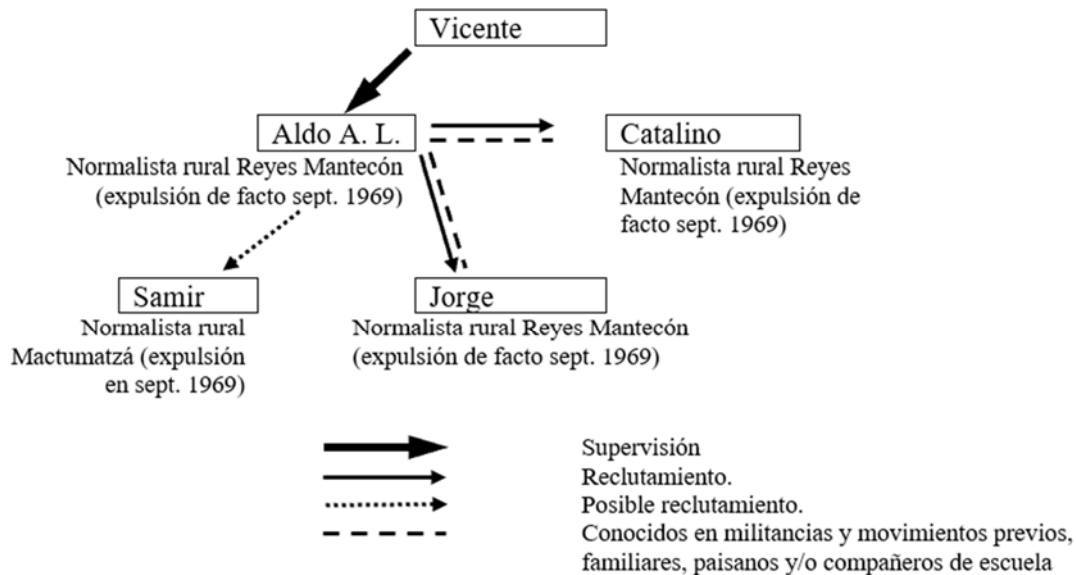 Vicente
Aldo A. L.
Normalista rural Reyes Mantecón
(expulsión de facto sept. 1969)
Catalino
Normalista rural Reyes
Mantecón (expulsión de
facto sept. 1969)
Samir
Normalista rural
Mactumatzá (expulsión
en sept. 1969)
Jorge
Normalista rural Reyes Mantecón
(expulsión de facto sept. 1969)
Supervisión
Reclutamiento.
Posible reclutamiento.
Conocidos en militancias y movimientos previos,
familiares, paisanos y/o compañeros de escuela